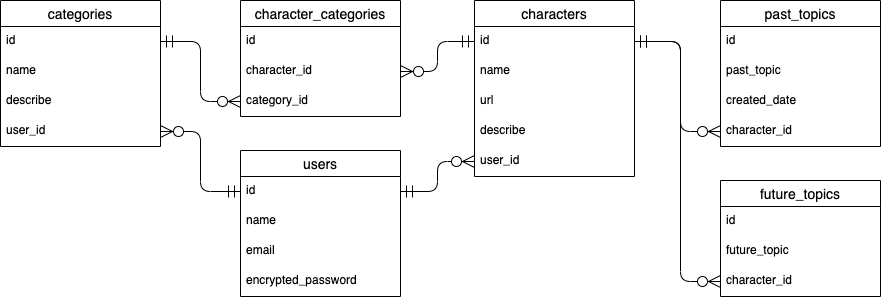 categories
id
name
describe
user_id
character_categories
id
character_id
category_id
users
id
name
email
encrypted_password
characters
id
name
url
describe
user_id
past_topics
id
past_topic
created_date
character_id
future_topics
id
future_topic
character_id